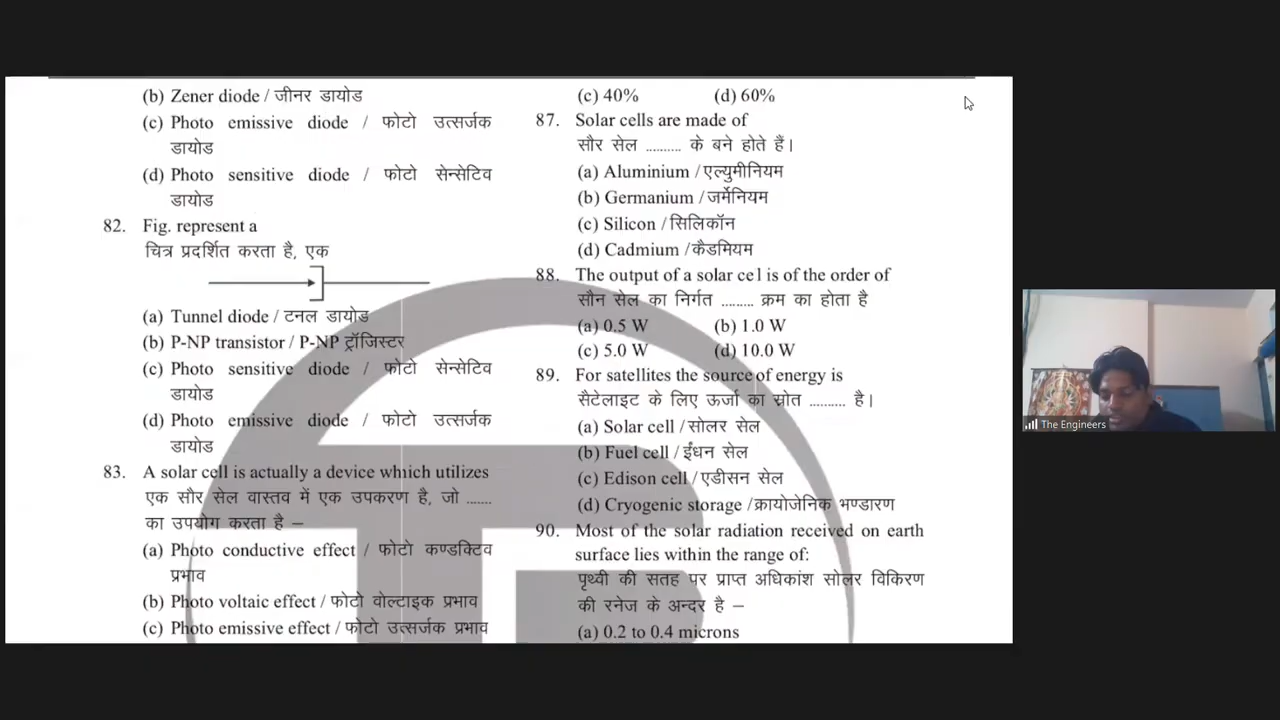 (b) Zener diode / जीनर डायोड
(c) Photo emissive diode / फोटो उत्सर्जक
डायोड
(d) Photo sensitive diode / फोटो सेन्सेटिव
डायोड
82. Fig. represent a
चित्र प्रदर्शित करता है, एक
(a) Tunnel diode / टनल डायोड
(b) P-NP transistor / P-NP ट्रॉजिस्टर
(c) Photo sensitive diode / फोटो सेन्सेटिव
डायोड
(d) Photo emissive diode / फोटो उत्सर्जक
डायोड
83. A solar cell is actually a device which utilizes
एक सौर सेल वास्तव में एक उपकरण है, जो .......
का उपयोग करता है –
(a) Photo conductive effect / फोटो कण्डक्टिव
प्रभाव
(b) Photo voltaic effect / फोटो वोल्टाइक प्रभाव
(c) Photo emissive effect / फोटो उत्सर्जक प्रभाव
(c) 40% (d) 60%
87. Solar cells are made of
सौर सेल .......... के बने होते हैं।
(a) Aluminium / एल्युमीनियम
(b) Germanium / जर्मेनियम
(c) Silicon / सिलिकॉन
(d) Cadmium / कैडमियम
88. The output of a solar cel l is of the order of
सौन सेल का निर्गत ......... क्रम का होता है
(a) 0.5 W (b) 1.0 W
(c) 5.0 W (d) 10.0 W
89. For satellites the source of energy is
सैटेलाइट के लिए ऊर्जा का स्रोत .......... है।
(a) Solar cell / सोलर सेल
(b) Fuel cell / ईंधन सेल
(c) Edison cell / एडीसन सेल
(d) Cryogenic storage / क्रायोजेनिक भण्डारण
90. Most of the solar radiation received on earth
surface lies within the range of:
पृथ्वी की सतह पर प्राप्त अधिकांश सोलर विकिरण
की रनेज के अन्दर है –
(a) 0.2 to 0.4 microns
The Engineers